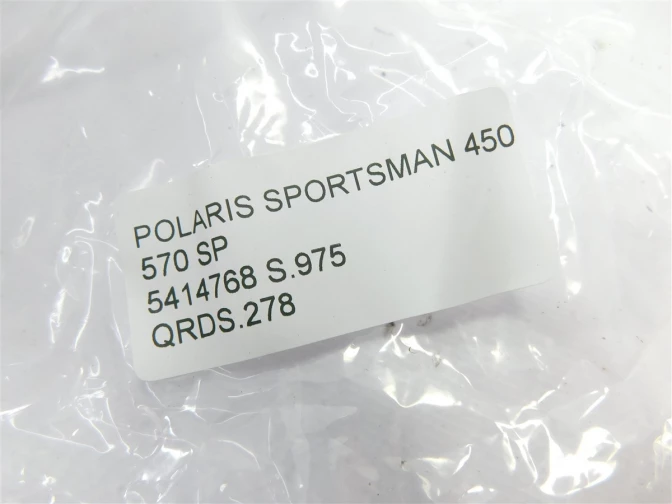 POLARIS SPORTSMAN 450
570 SP
5414768 S.975
QRDS.278